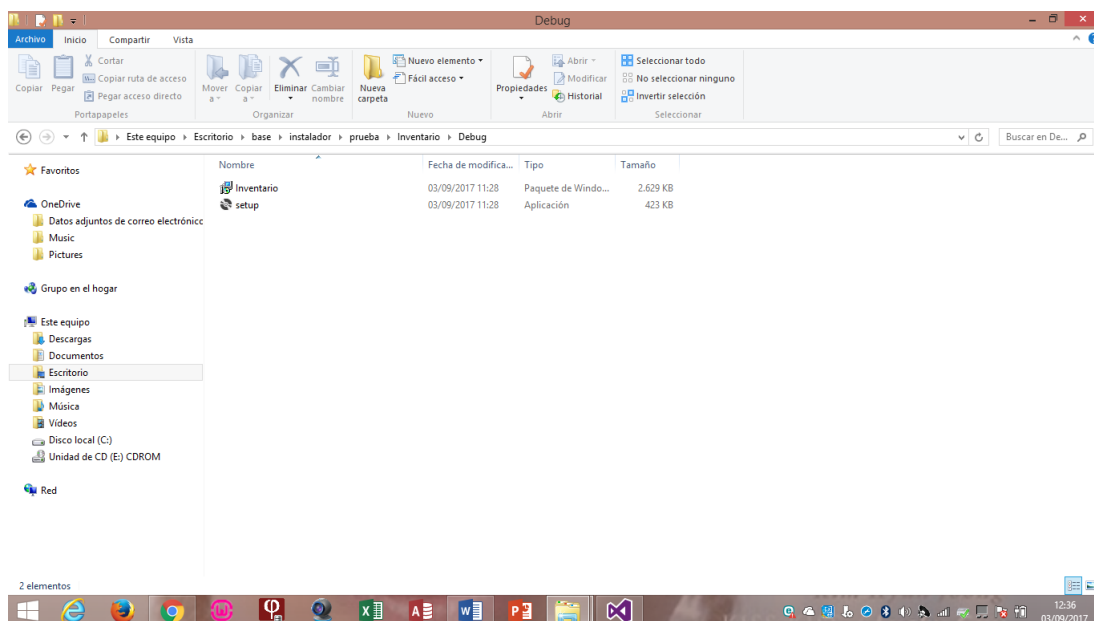 Debug
Archivo Inicio Compartir Vista
Copiar Pegar Cortar Copiar ruta de acceso Pegar acceso directo
Portapapeles
Mover a Copiar a Eliminar Cambiar nombre
Organizar
Nueva carpeta Nuevo elemento Fácil acceso
Nuevo
Propiedades Abrir Modificar Historial
Abrir
Seleccionar todo
No seleccionar ninguno
Invertir selección
Seleccionar
Este equipo Escritorio base instalador prueba Inventario Debug
Buscar en De...
Favoritos
OneDrive
Datos adjuntos de correo electrónico
Music
Pictures
Grupo en el hogar
Este equipo
Descargas
Documentos
Escritorio
Imágenes
Música
Vídeos
Disco local (C:)
Unidad de CD (E:) CDROM
Red
Nombre Fecha de modifica... Tipo Tamaño
Inventario 03/09/2017 11:28 Paquete de Windo... 2.629 KB
setup 03/09/2017 11:28 Aplicación 423 KB
2 elementos
12:36
03/09/2017